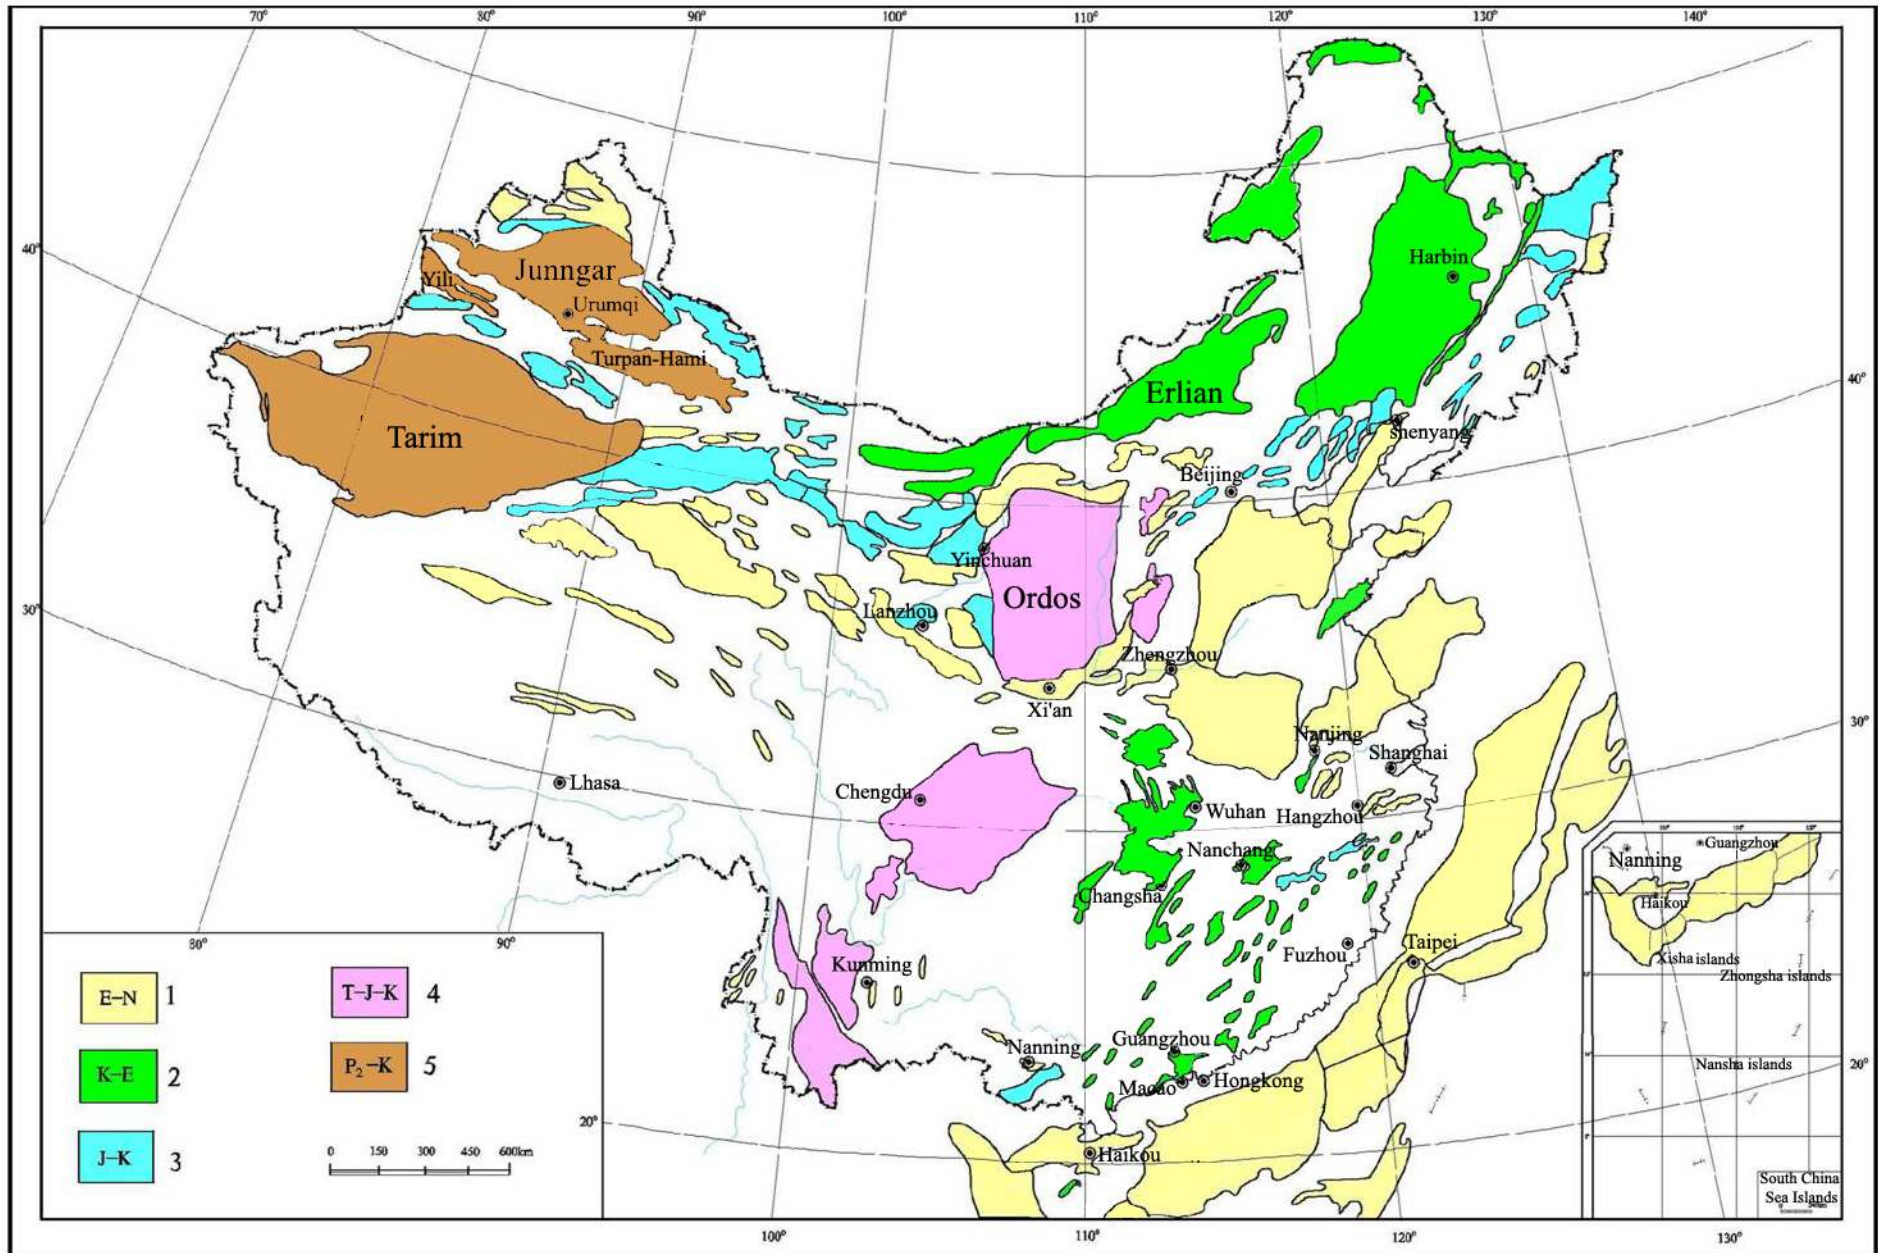 70°
80°
90°
100°
110°
120°
130°
140°
40°
30°
40°
30°
20°
Junngar
Yili
Urumqi
Turpan-Hami
Tarim
Harbin
Erlian
shenyang
Beijing
Yinchuan
Ordos
Lanzhou
Zhengzhou
Xi'an
Nanjing
Shanghai
Lhasa
Chengdu
Wuhan
Hangzhou
Nanchang
Changsha
Fuzhou
Taipei
Kunming
Nanning
Guangzhou
Macao
Hongkong
Haikou
80°
90°
20°
E-N 1
K-E 2
J-K 3
T-J-K 4
P₂-K 5
0 150 300 450 600km
Guangzhou
Nanning
Haikou
Xisha islands
Zhongsha islands
Nansha islands
South China
Sea Islands
100°
110°
120°
130°